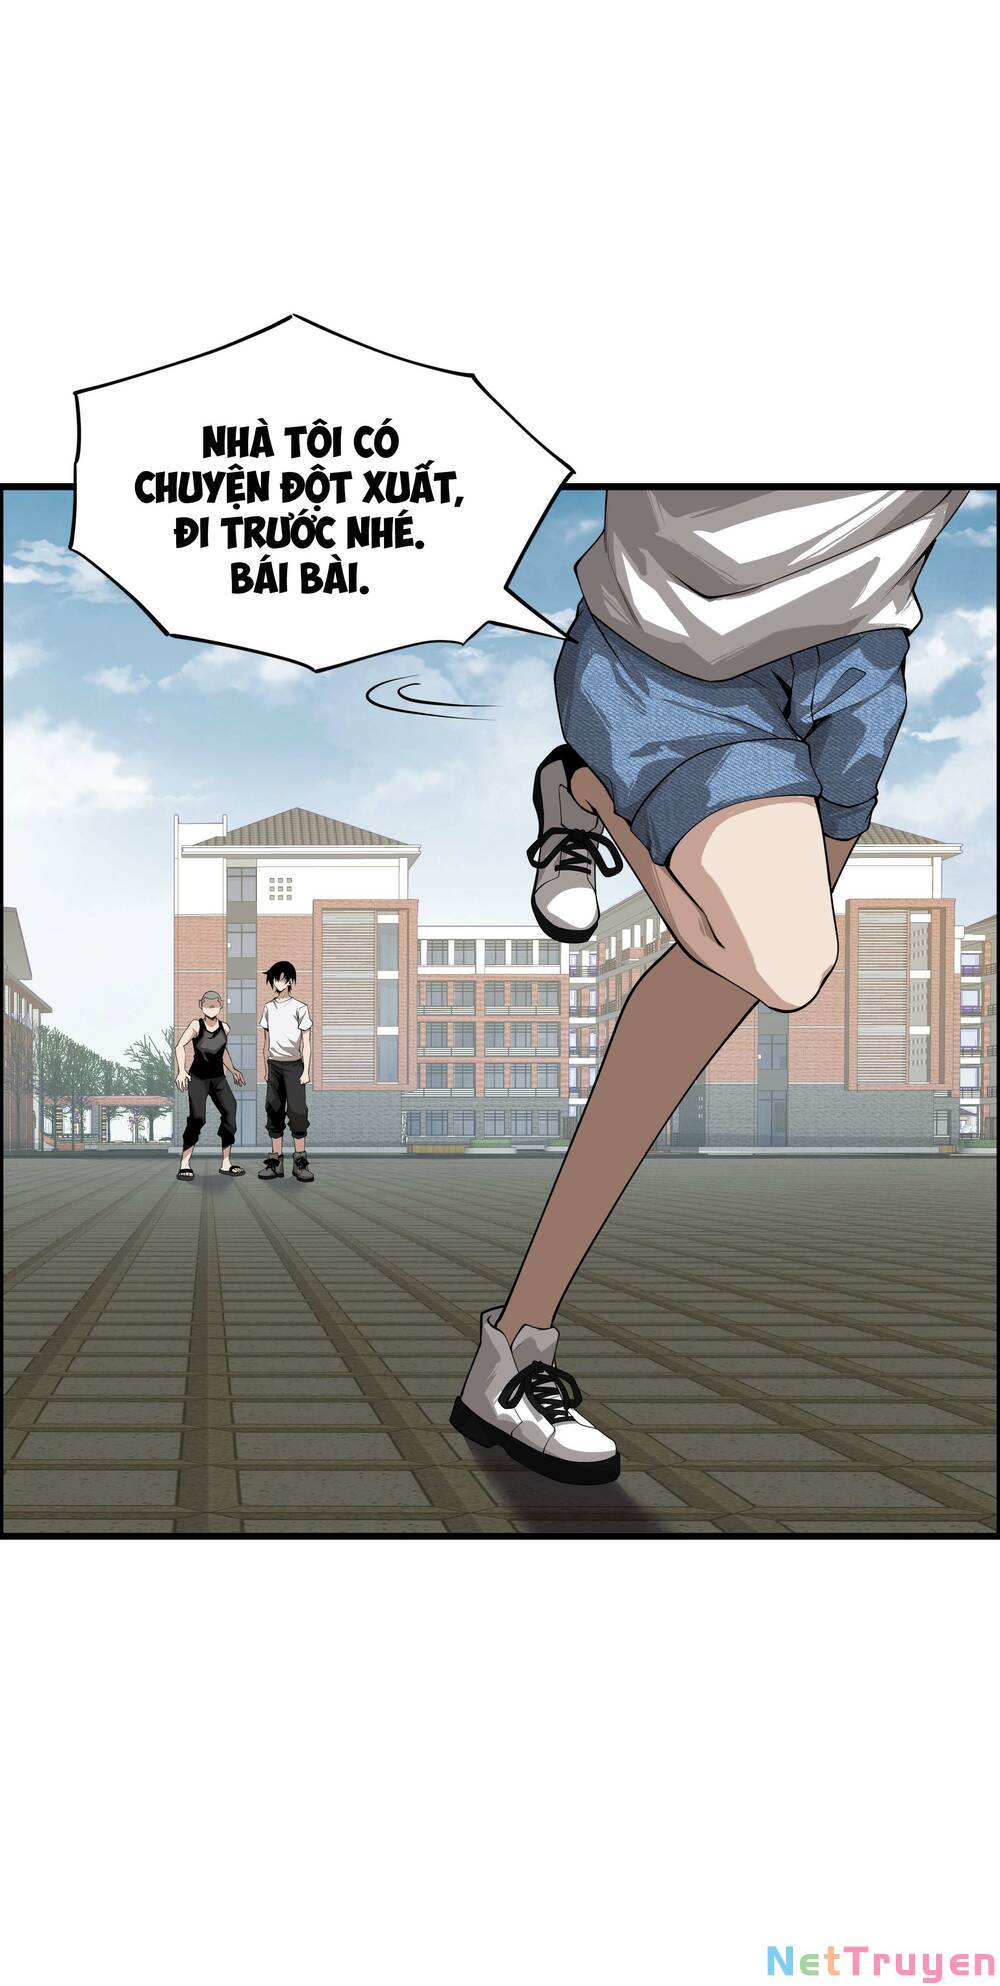 NHÀ TÔI CÓ
CHUYỆN ĐỘT XUẤT,
ĐI TRƯỚC NHÉ.
BÁI BÀI.
NetTruyen